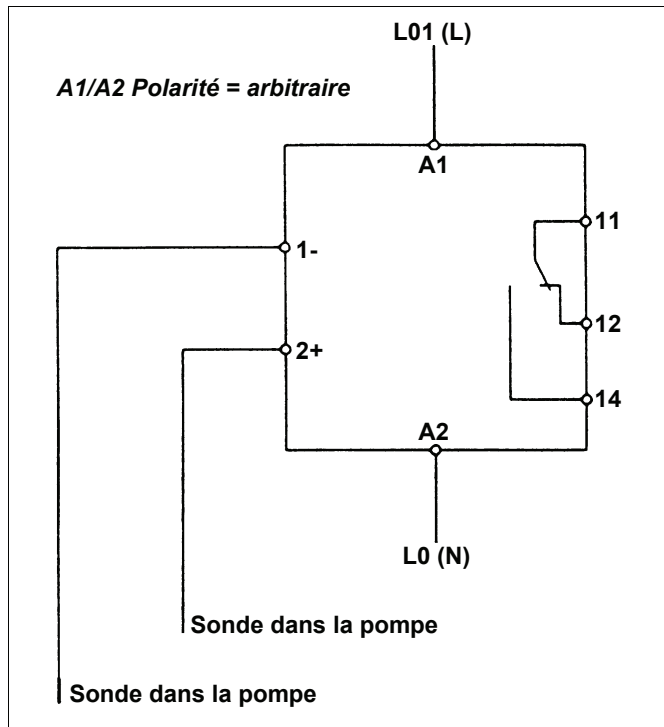 L01 (L)
A1/A2 Polarité = arbitraire
A1
11
1-
12
2+
14
A2
L0 (N)
Sonde dans la pompe
Sonde dans la pompe